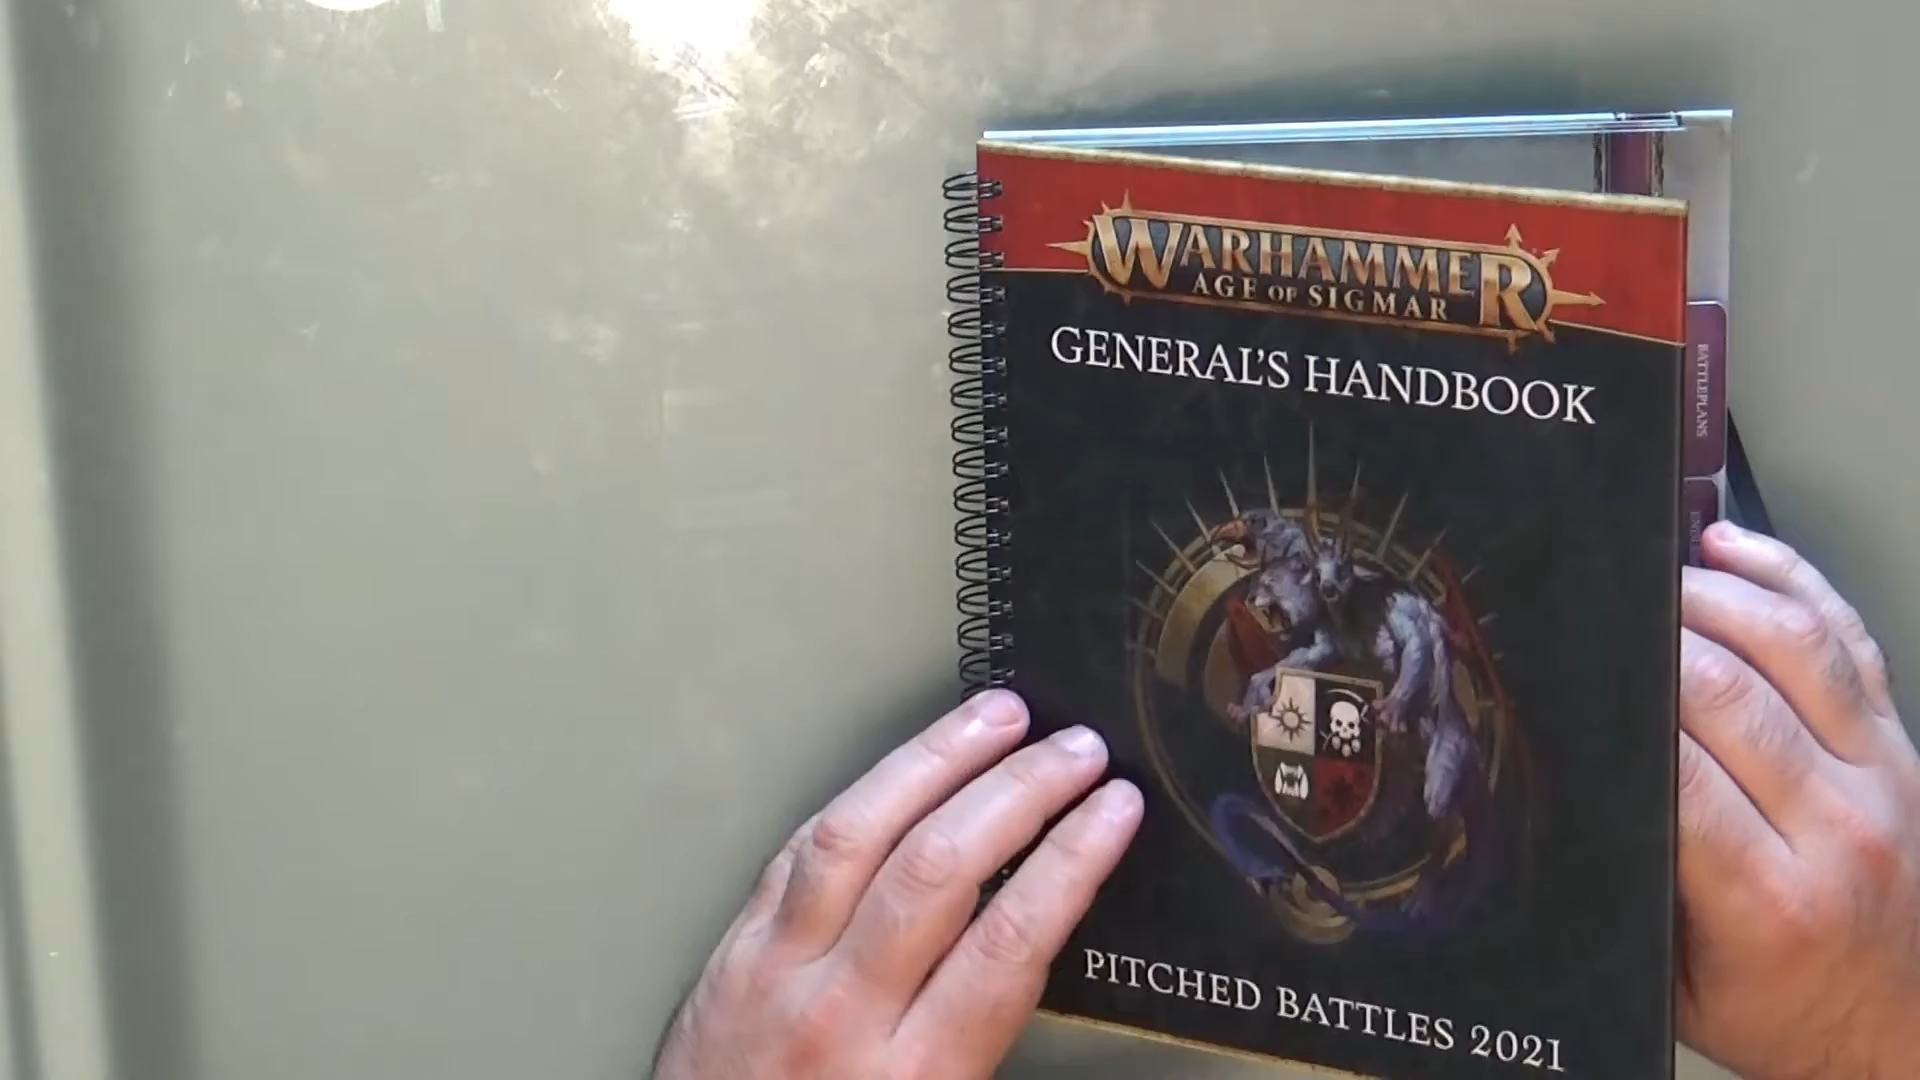 WARHAMMER
AGE OF SIGMAR
GENERAL'S HANDBOOK
BATTLEPLANS
PITCHED BATTLES 2021